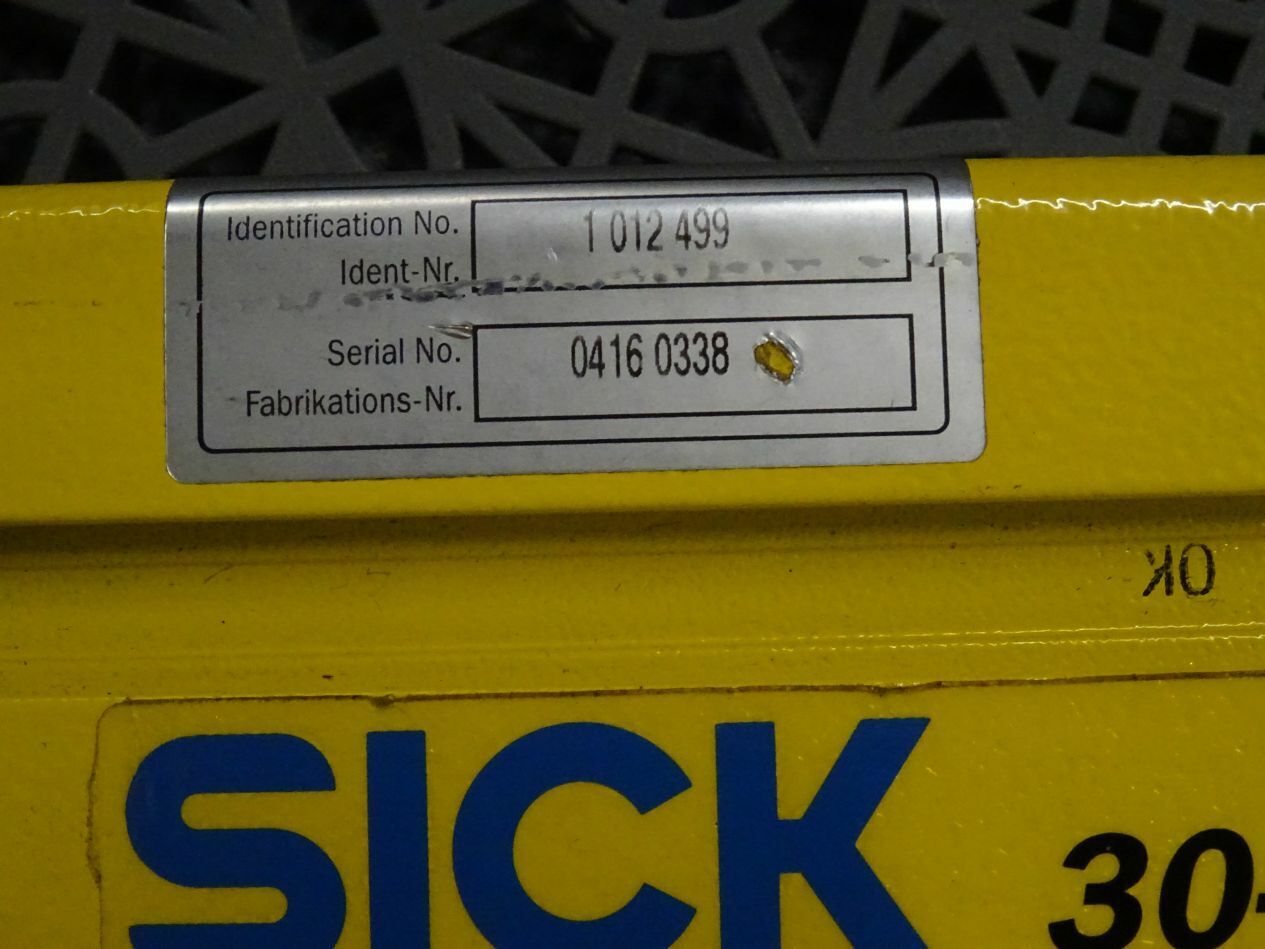 Identification No. 1 012 499
Ident-Nr.
Serial No. 0416 0338
Fabrikations-Nr.
OK
SICK 30-